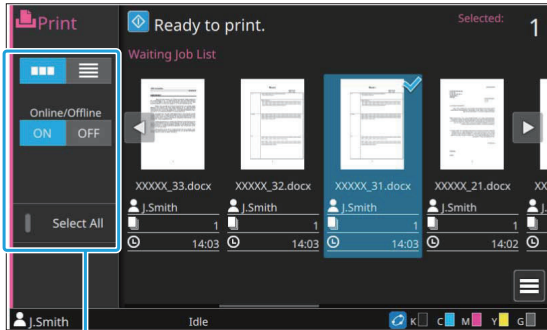 Print
Ready to print.
Selected: 1
Waiting Job List
Online/Offline
ON OFF
Select All
XXXXX_33.docx XXXXX_32.docx XXXXX_31.docx XXXXX_21.docx XX
J.Smith J.Smith J.Smith J.Smith J.
1 1 1 1
14:03 14:03 14:03 14:02
J.Smith Idle K C M Y G